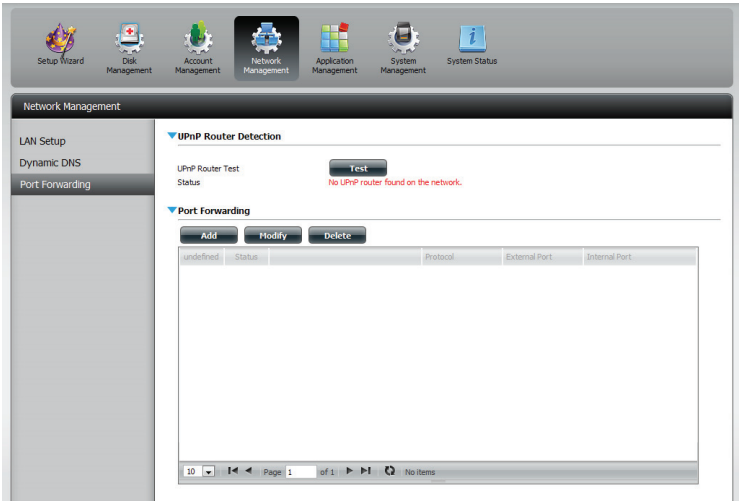 Setup Wizard
Disk Management
Account Management
Network Management
Application Management
System Management
System Status
Network Management
LAN Setup
Dynamic DNS
Port Forwarding
UPnP Router Detection
UPnP Router Test Test
Status No UPnP router found on the network.
Port Forwarding
Add Modify Delete
undefined Status Protocol External Port Internal Port
10 Page 1 of 1 No items